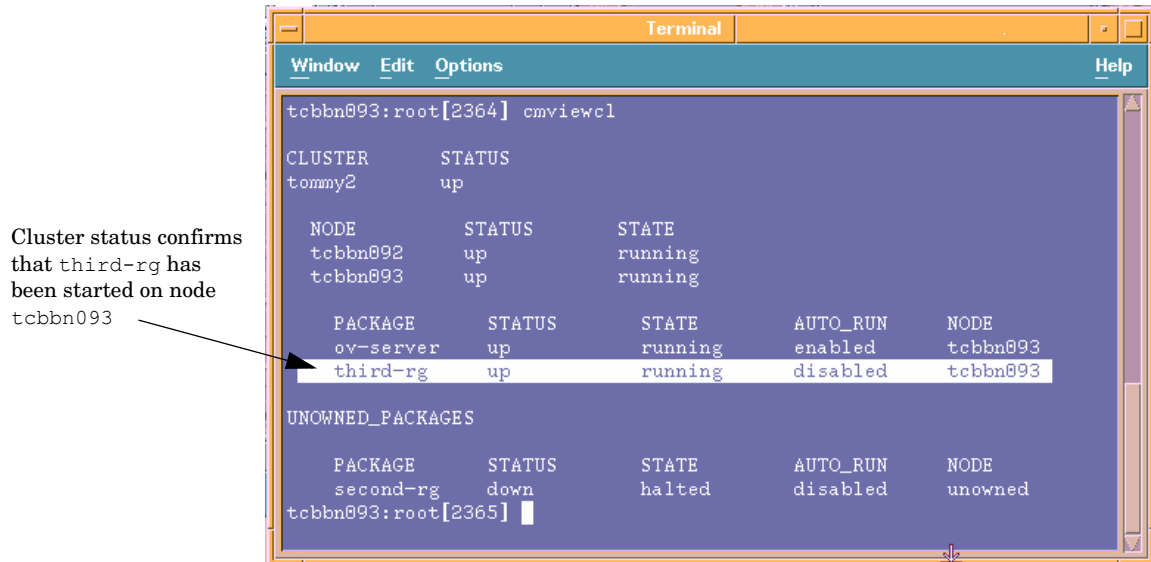 Terminal
Window Edit Options Help
tcbbn093:root[2364] cmviewcl
CLUSTER STATUS
tommy2 up
NODE STATUS STATE
tcbbn092 up running
tcbbn093 up running
PACKAGE STATUS STATE AUTO_RUN NODE
ov-server up running enabled tcbbn093
third-rg up running disabled tcbbn093
UNOWNED_PACKAGES
PACKAGE STATUS STATE AUTO_RUN NODE
second-rg down halted disabled unowned
tcbbn093:root[2365]
Cluster status confirms
that third-rg has
been started on node
tcbbn093